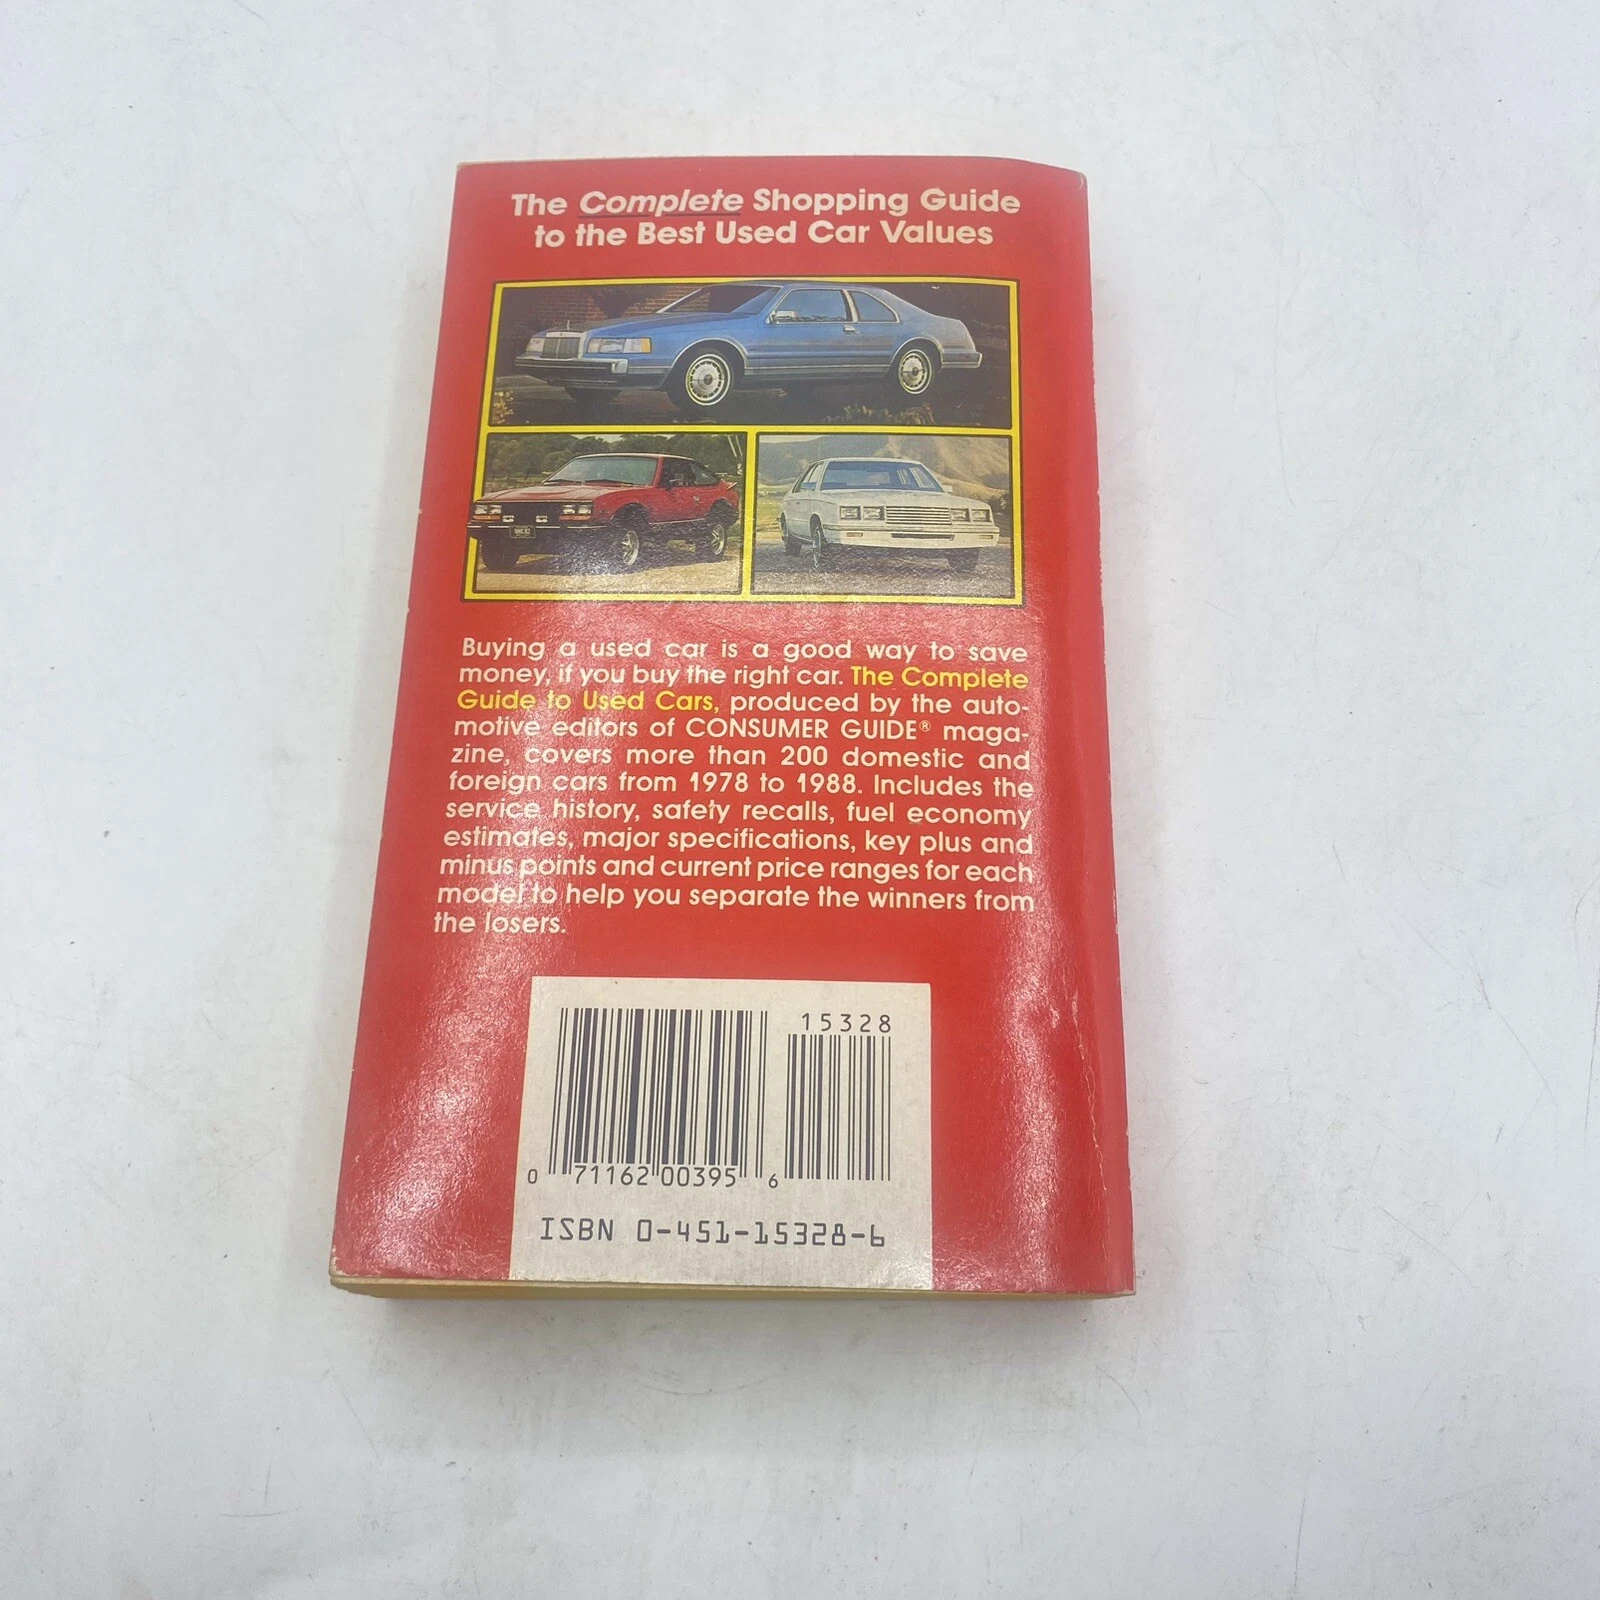 The Complete Shopping Guide
to the Best Used Car Values
Buying a used car is a good way to save
money, if you buy the right car. The Complete
Guide to Used Cars, produced by the auto-
motive editors of CONSUMER GUIDE® maga-
zine, covers more than 200 domestic and
foreign cars from 1978 to 1988. Includes the
service history, safety recalls, fuel economy
estimates, major specifications, key plus and
minus points and current price ranges for each
model to help you separate the winners from
the losers.
15328
0 71162 00395 6
ISBN 0-451-15328-6